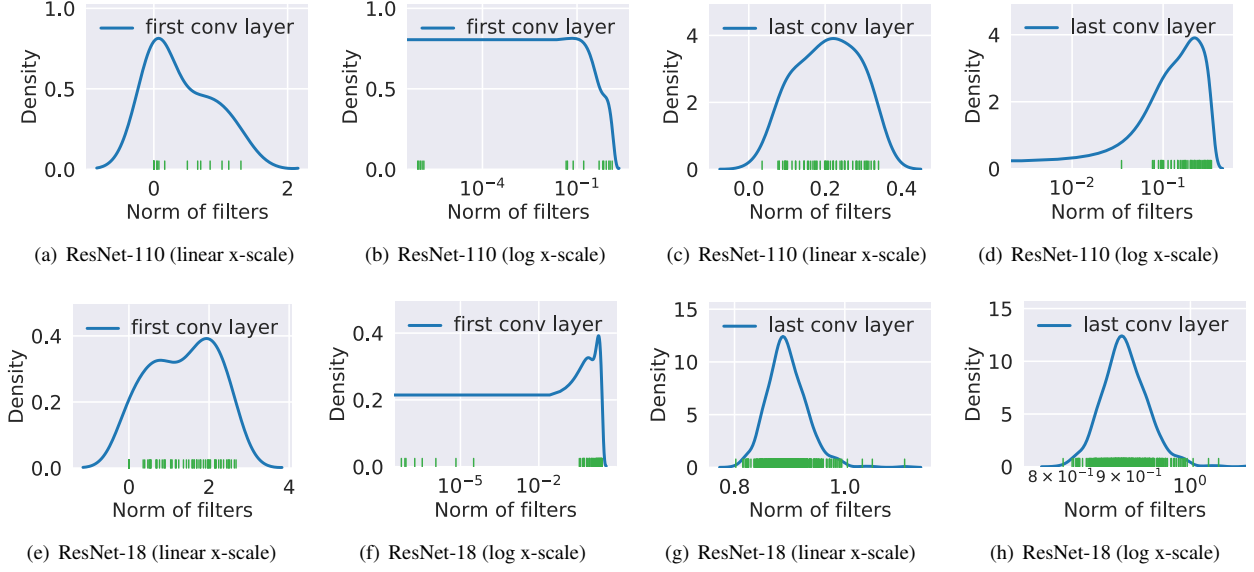 1.0
first conv layer
Density
0.5
0.0
0
2
Norm of filters
(a) ResNet-110 (linear x-scale)
1.0
first conv layer
Density
0.5
0.0
10⁻⁴
10⁻¹
Norm of filters
(b) ResNet-110 (log x-scale)
last conv layer
4
Density
2
0
0.0
0.2
0.4
Norm of filters
(c) ResNet-110 (linear x-scale)
last conv layer
4
Density
2
0
10⁻²
10⁻¹
Norm of filters
(d) ResNet-110 (log x-scale)
first conv layer
0.4
Density
0.2
0.0
0
2
4
Norm of filters
(e) ResNet-18 (linear x-scale)
first conv layer
0.4
Density
0.2
0.0
10⁻⁵
10⁻²
Norm of filters
(f) ResNet-18 (log x-scale)
15
last conv layer
10
Density
5
0
0.8
1.0
Norm of filters
(g) ResNet-18 (linear x-scale)
15
last conv layer
10
Density
5
0
8 × 10⁻¹
9 × 10⁻¹
10⁰
Norm of filters
(h) ResNet-18 (log x-scale)